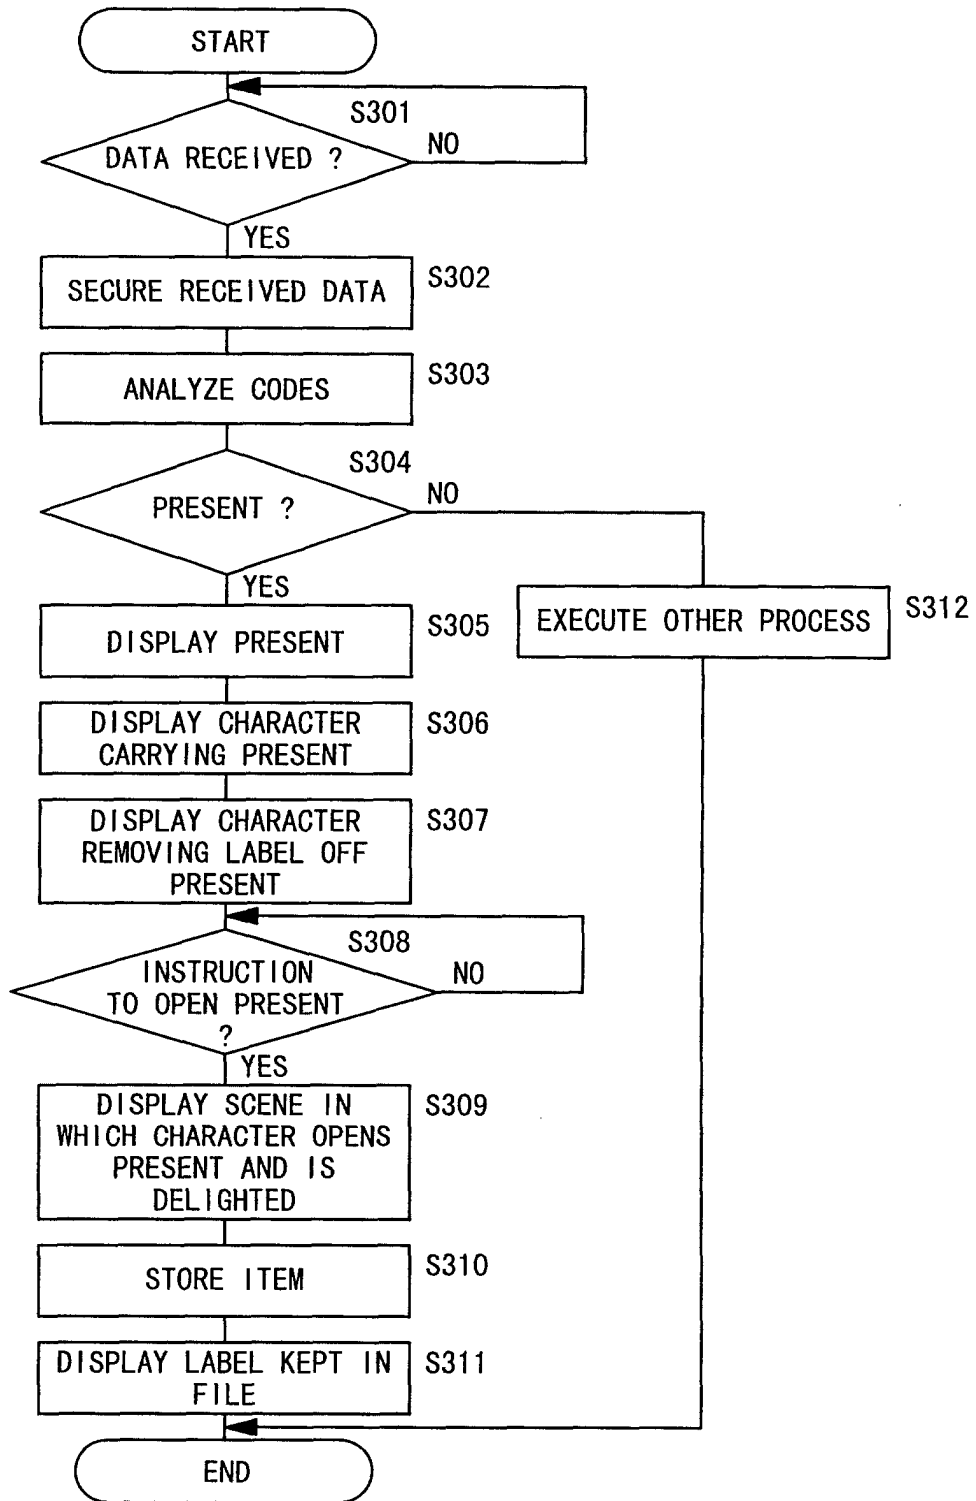 START
S301
DATA RECEIVED ?
NO
YES
SECURE RECEIVED DATA
S302
ANALYZE CODES
S303
S304
PRESENT ?
NO
YES
DISPLAY PRESENT
S305
EXECUTE OTHER PROCESS
S312
DISPLAY CHARACTER
CARRYING PRESENT
S306
DISPLAY CHARACTER
REMOVING LABEL OFF
PRESENT
S307
S308
INSTRUCTION
TO OPEN PRESENT
?
NO
YES
DISPLAY SCENE IN
WHICH CHARACTER OPENS
PRESENT AND IS
DELIGHTED
S309
STORE ITEM
S310
DISPLAY LABEL KEPT IN
FILE
S311
END